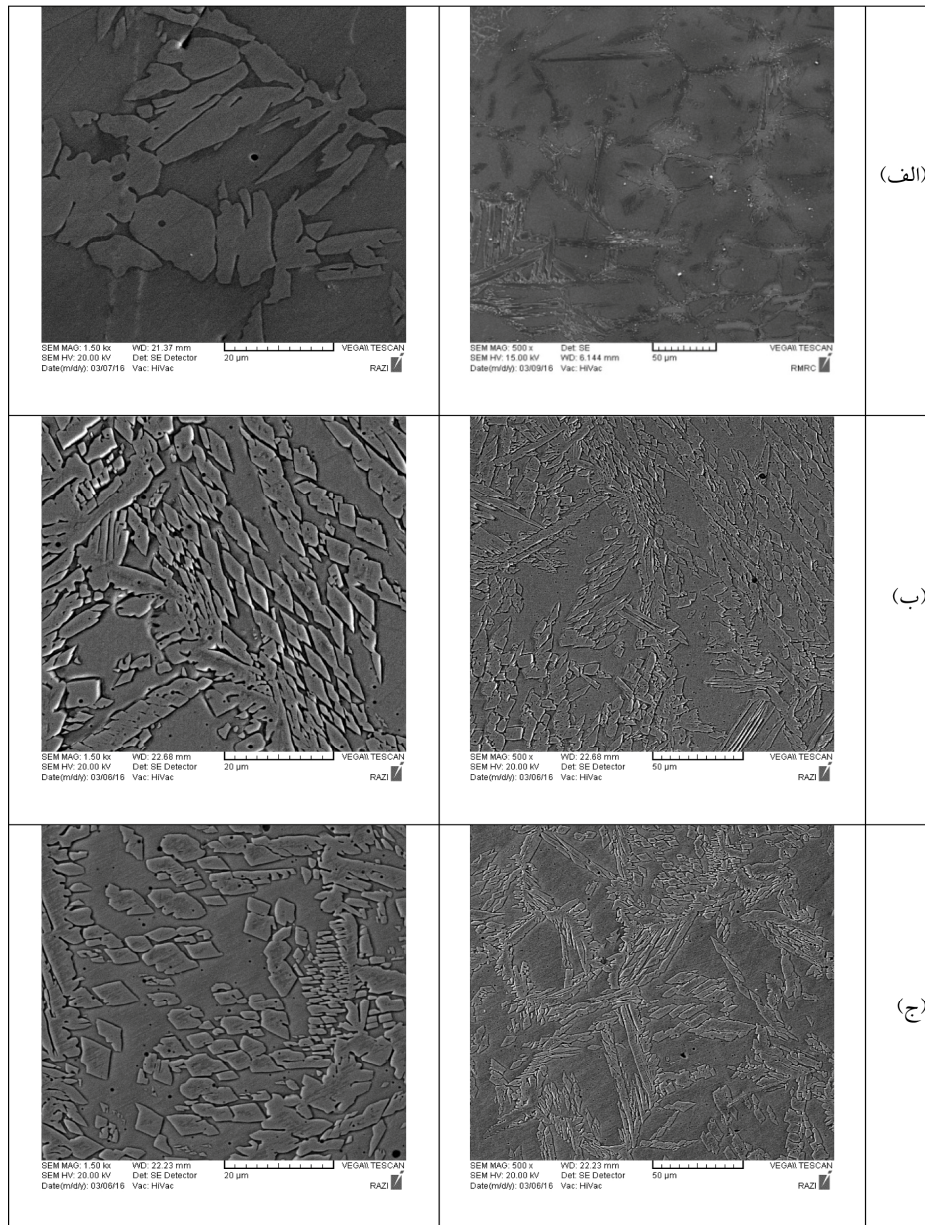 SEM MAG: 1.50 kx WD: 21.37 mm VEGA\\ TESCAN
SEM HV: 20.00 kV Det: SE Detector 20 µm
Date(m/d/y): 03/07/16 Vac: HiVac RAZI
SEM MAG: 500 x Det: SE VEGA\\ TESCAN
SEM HV: 15.00 kV WD: 6.144 mm 50 µm
Date(m/d/y): 03/09/16 Vac: HiVac RMRC
(الف)
SEM MAG: 1.50 kx WD: 22.68 mm VEGA\\ TESCAN
SEM HV: 20.00 kV Det: SE Detector 20 µm
Date(m/d/y): 03/06/16 Vac: HiVac RAZI
SEM MAG: 500 x WD: 22.68 mm VEGA\\ TESCAN
SEM HV: 20.00 kV Det: SE Detector 50 µm
Date(m/d/y): 03/06/16 Vac: HiVac RAZI
(ب)
SEM MAG: 1.50 kx WD: 22.23 mm VEGA\\ TESCAN
SEM HV: 20.00 kV Det: SE Detector 20 µm
Date(m/d/y): 03/06/16 Vac: HiVac RAZI
SEM MAG: 500 x WD: 22.23 mm VEGA\\ TESCAN
SEM HV: 20.00 kV Det: SE Detector 50 µm
Date(m/d/y): 03/06/16 Vac: HiVac RAZI
(ج)